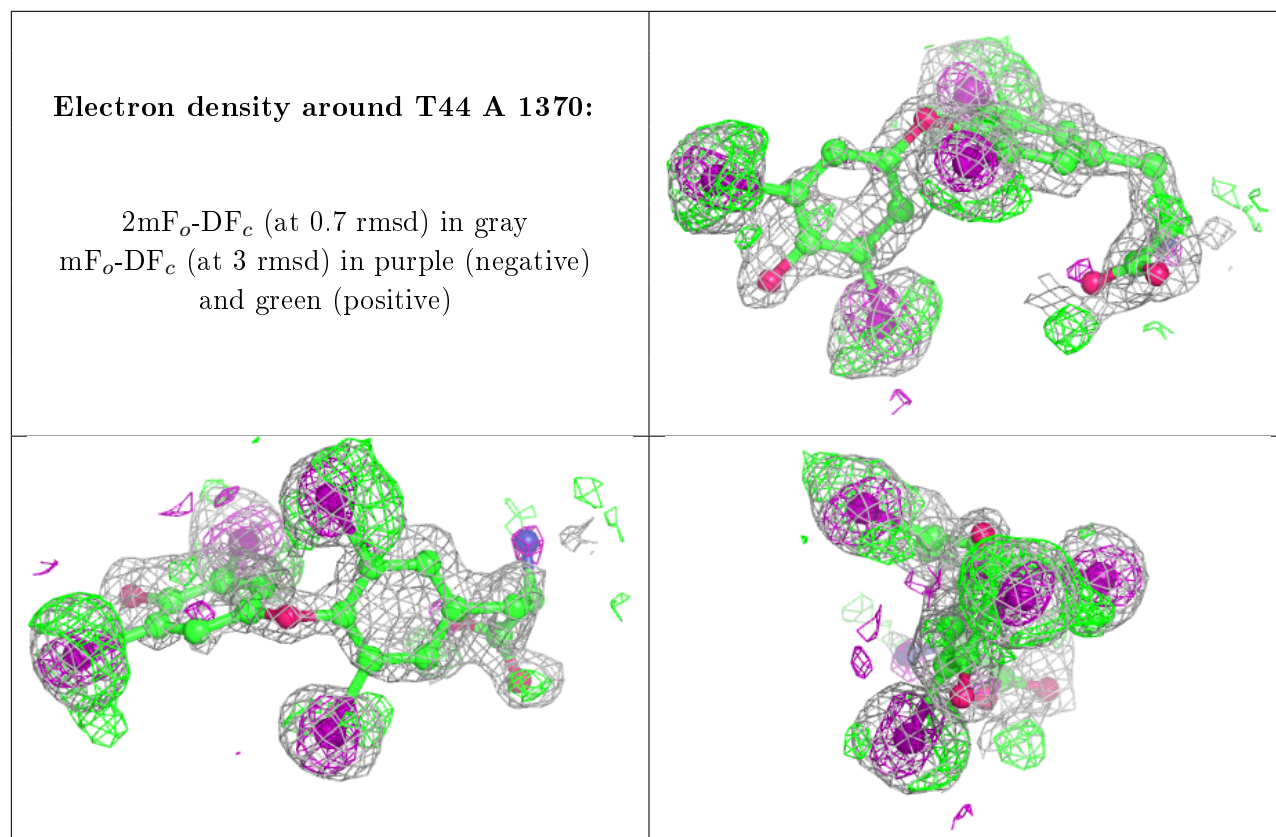 Electron density around T44 A 1370:
2mFₒ-DF𝒸 (at 0.7 rmsd) in gray
mFₒ-DF𝒸 (at 3 rmsd) in purple (negative)
and green (positive)